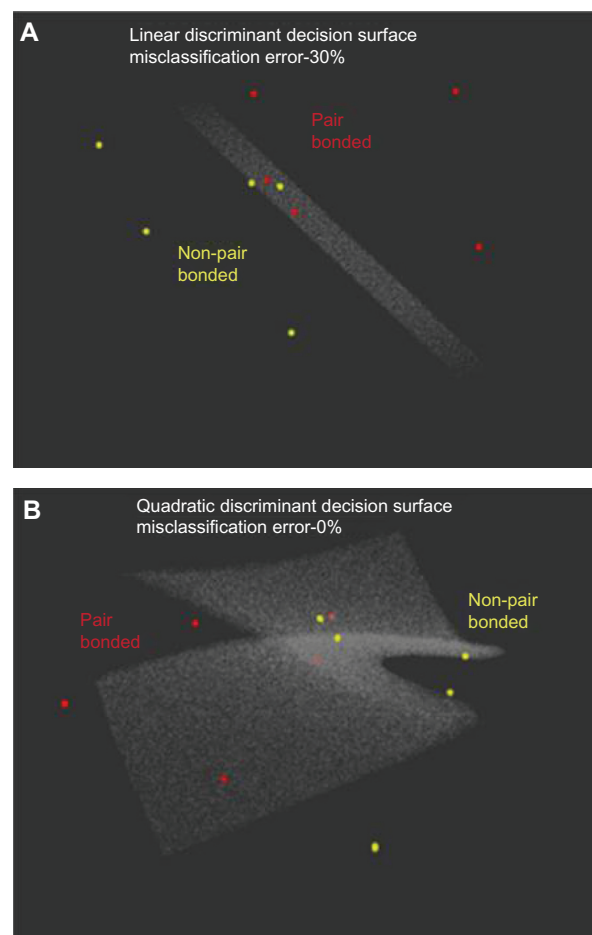 A
Linear discriminant decision surface
misclassification error-30%
Pair
bonded
Non-pair
bonded
B
Quadratic discriminant decision surface
misclassification error-0%
Non-pair
bonded
Pair
bonded